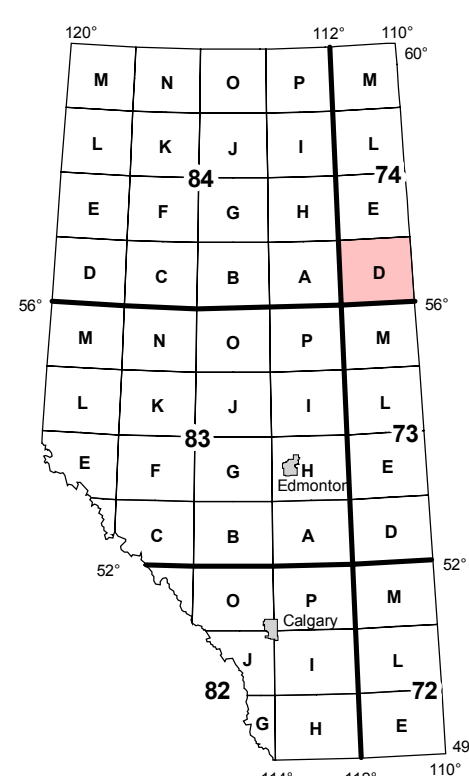 120° 112° 110°
60°
M N O P M
L K J I L
84 74
E F G H E
D C B A D
56° 56°
M N O P M
L K J I L
83 73
E F G H E
Edmonton
C B A D
52° 52°
O P M
Calgary
J I L
82 72
G H E
49
110°